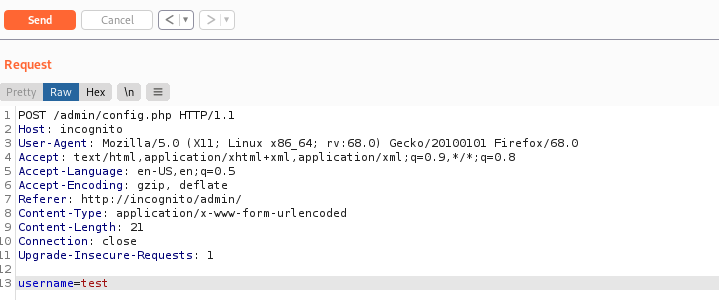 Send Cancel < ▼ > ▼
Request
Pretty Raw Hex \n ≡
1 POST /admin/config.php HTTP/1.1
2 Host: incognito
3 User-Agent: Mozilla/5.0 (X11; Linux x86_64; rv:68.0) Gecko/20100101 Firefox/68.0
4 Accept: text/html,application/xhtml+xml,application/xml;q=0.9,*/*;q=0.8
5 Accept-Language: en-US,en;q=0.5
6 Accept-Encoding: gzip, deflate
7 Referer: http://incognito/admin/
8 Content-Type: application/x-www-form-urlencoded
9 Content-Length: 21
10 Connection: close
11 Upgrade-Insecure-Requests: 1
12
13 username=test